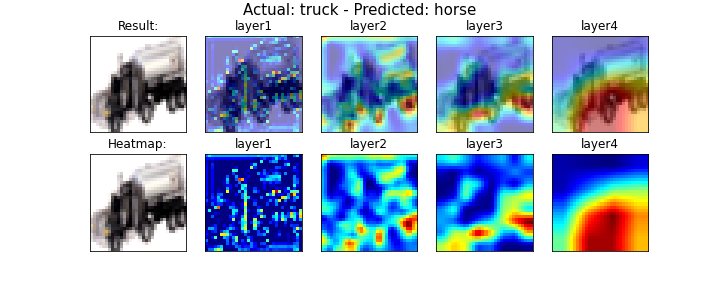 Actual: truck - Predicted: horse
Result: layer1 layer2 layer3 layer4
Heatmap: layer1 layer2 layer3 layer4